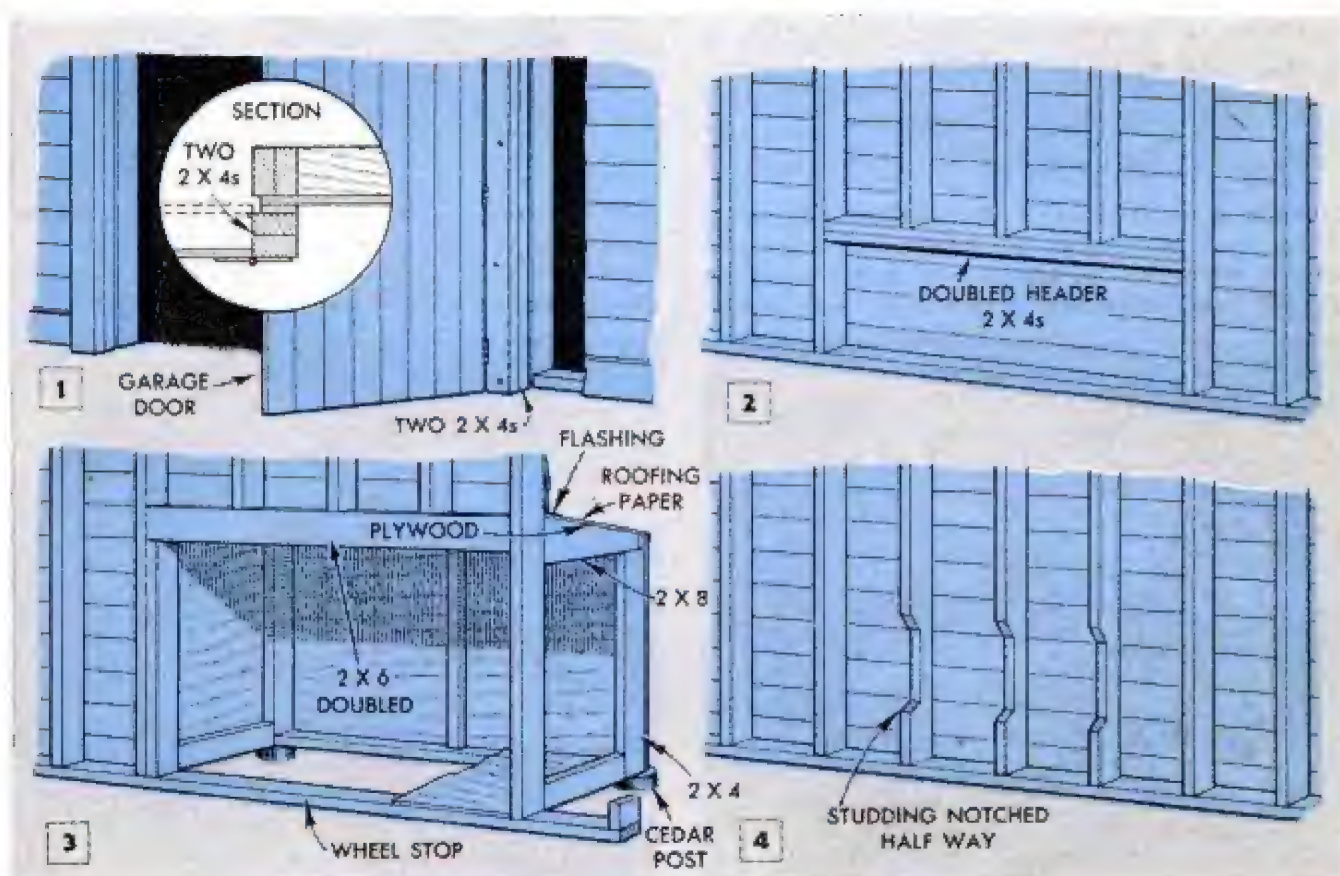 SECTION
TWO
2 X 4s
1
GARAGE
DOOR
TWO 2 X 4s
DOUBLED HEADER
2 X 4s
2
FLASHING
ROOFING
PAPER
PLYWOOD
2 X 8
2 X 6
DOUBLED
2 X 4
CEDAR
POST
WHEEL STOP
3
STUDDING NOTCHED
HALF WAY
4